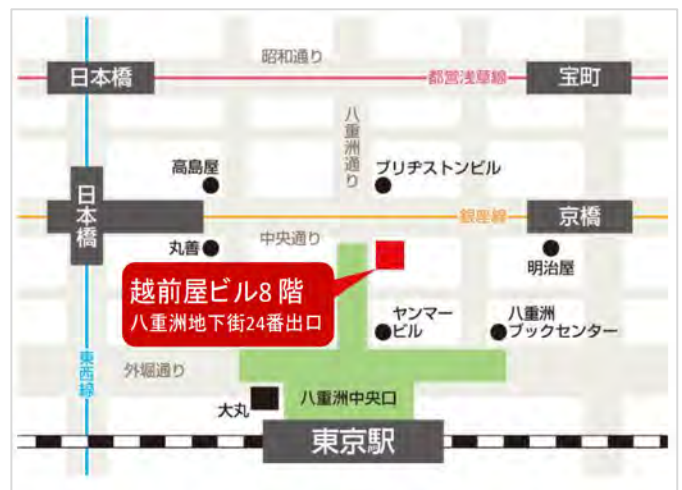 昭和通り
日本橋
都営浅草線
宝町
八重洲通り
高島屋
ブリヂストンビル
日本橋
銀座線
京橋
中央通り
丸善
明治屋
越前屋ビル8階
八重洲地下街24番出口
ヤンマー
ビル
八重洲
ブックセンター
東西線
外堀通り
大丸
八重洲中央口
東京駅